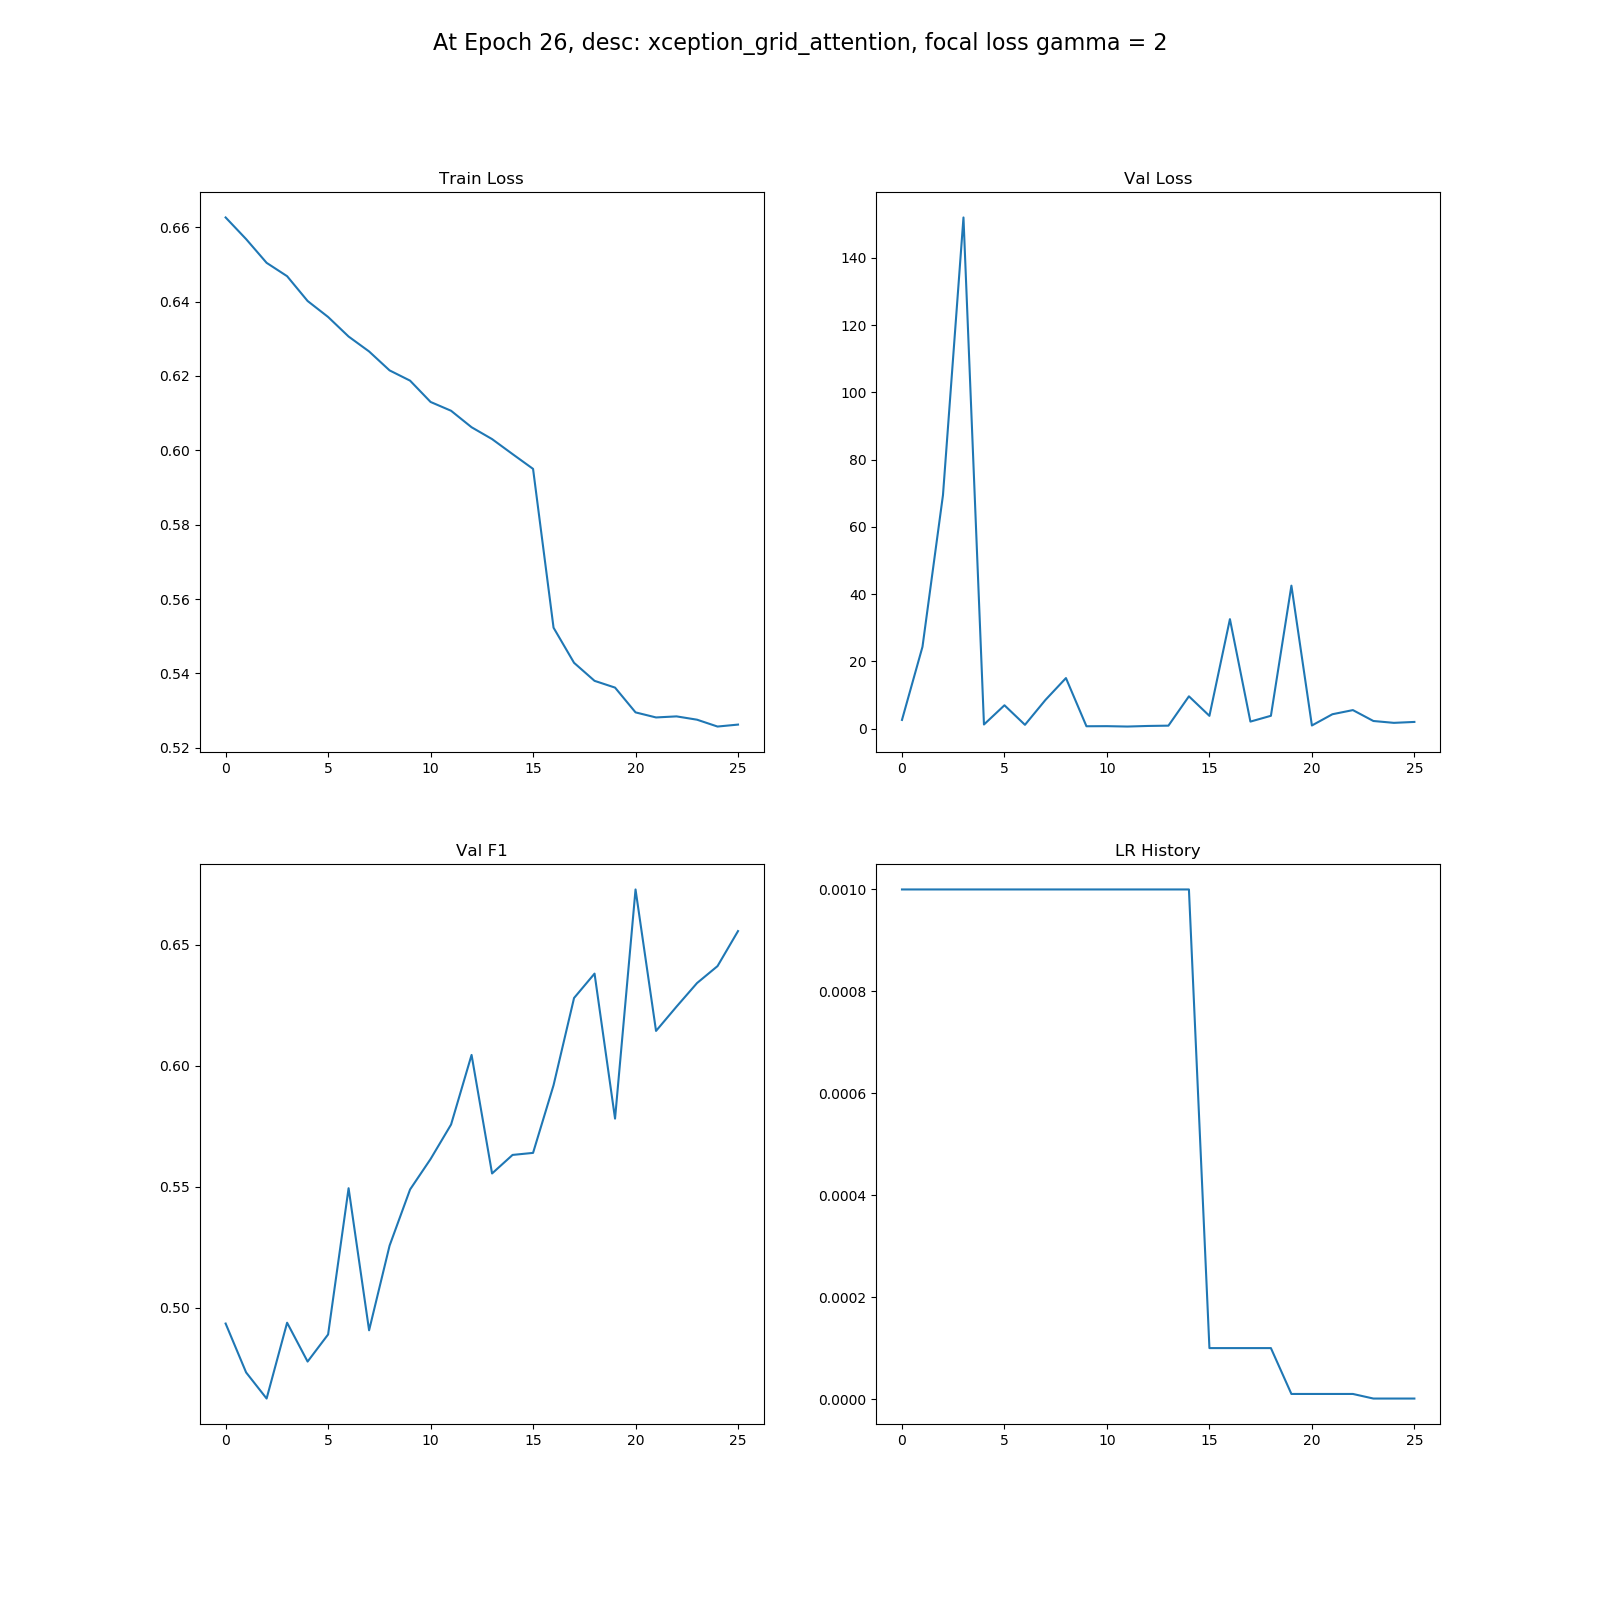 At Epoch 26, desc: xception_grid_attention, focal loss gamma = 2
Train Loss
0.66
0.64
0.62
0.60
0.58
0.56
0.54
0.52
0 5 10 15 20 25
Val Loss
140
120
100
80
60
40
20
0
0 5 10 15 20 25
Val F1
0.65
0.60
0.55
0.50
0 5 10 15 20 25
LR History
0.0010
0.0008
0.0006
0.0004
0.0002
0.0000
0 5 10 15 20 25